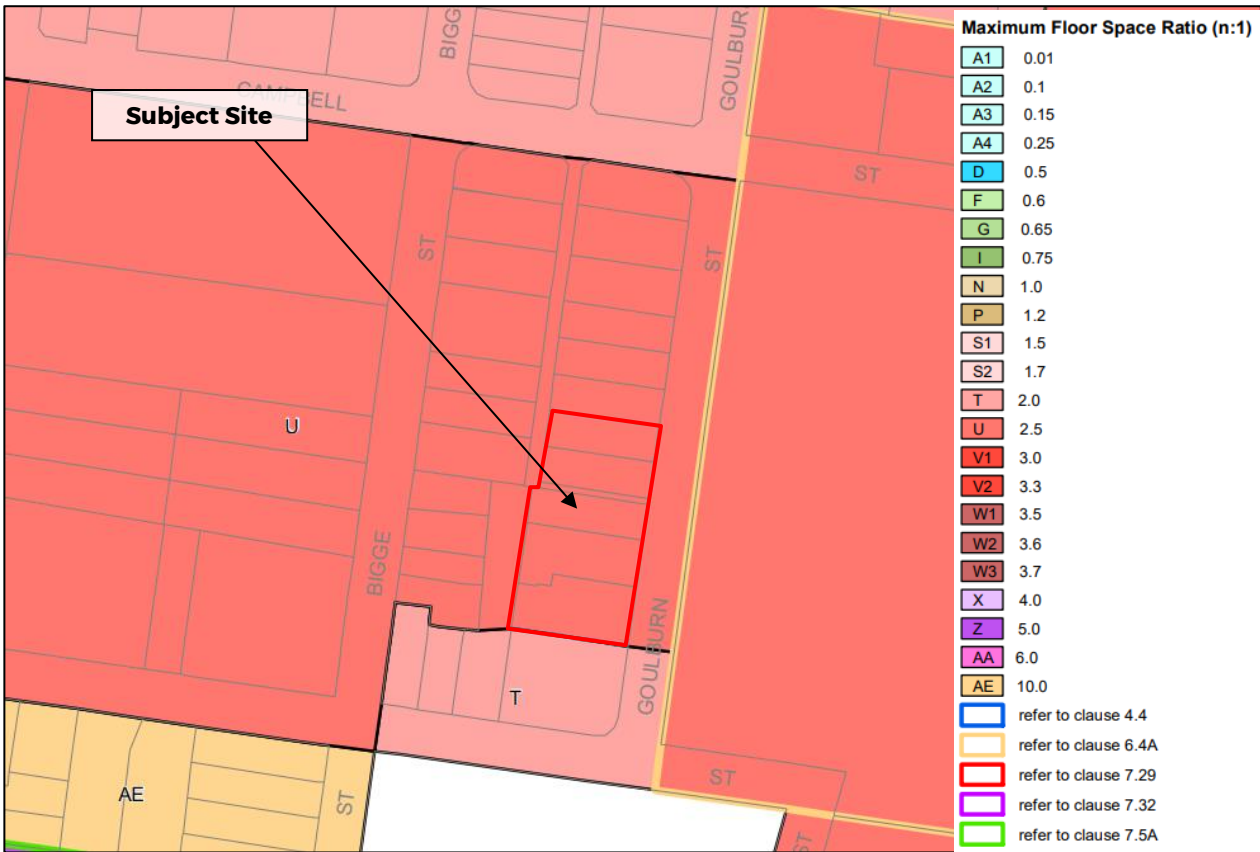 BIGG
GOULBUR
CAMPBELL
Subject Site
ST
ST
ST
U
BIGGE
GOULBURN
T
AE
ST
ST
ST
Maximum Floor Space Ratio (n:1)
A1 0.01
A2 0.1
A3 0.15
A4 0.25
D 0.5
F 0.6
G 0.65
I 0.75
N 1.0
P 1.2
S1 1.5
S2 1.7
T 2.0
U 2.5
V1 3.0
V2 3.3
W1 3.5
W2 3.6
W3 3.7
X 4.0
Z 5.0
AA 6.0
AE 10.0
refer to clause 4.4
refer to clause 6.4A
refer to clause 7.29
refer to clause 7.32
refer to clause 7.5A